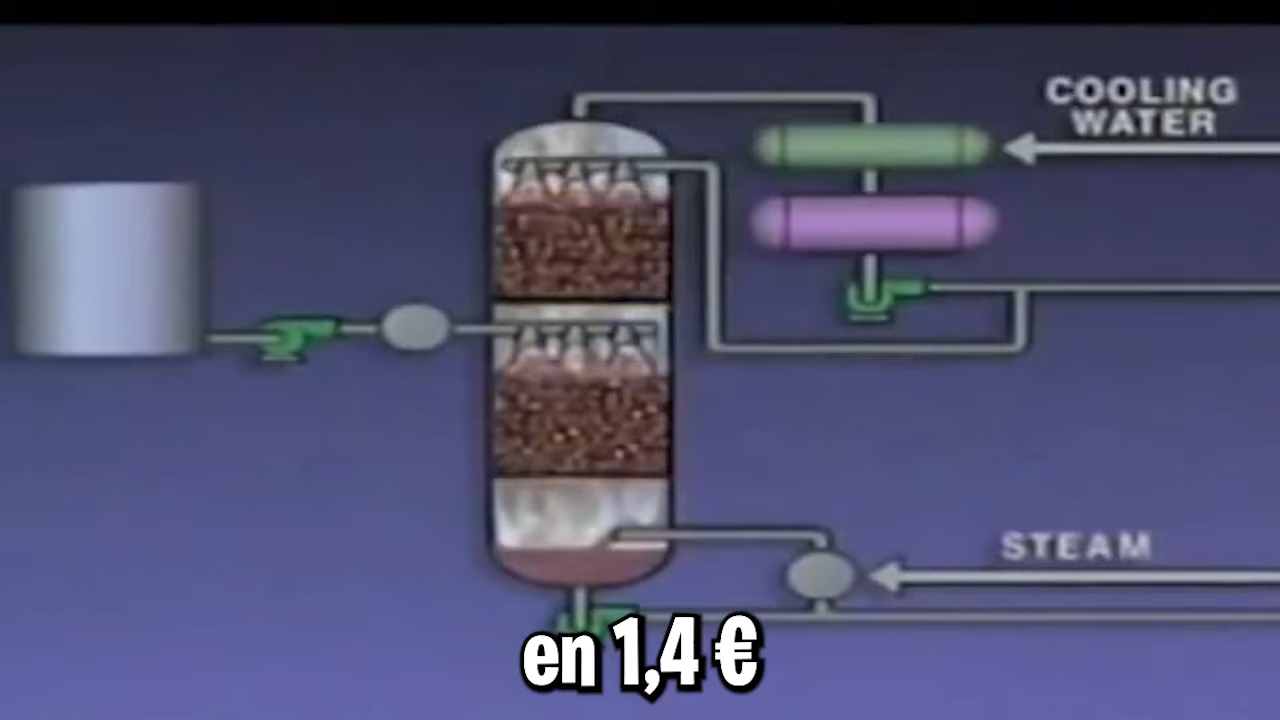 COOLING
WATER
STEAM
en 1,4 €